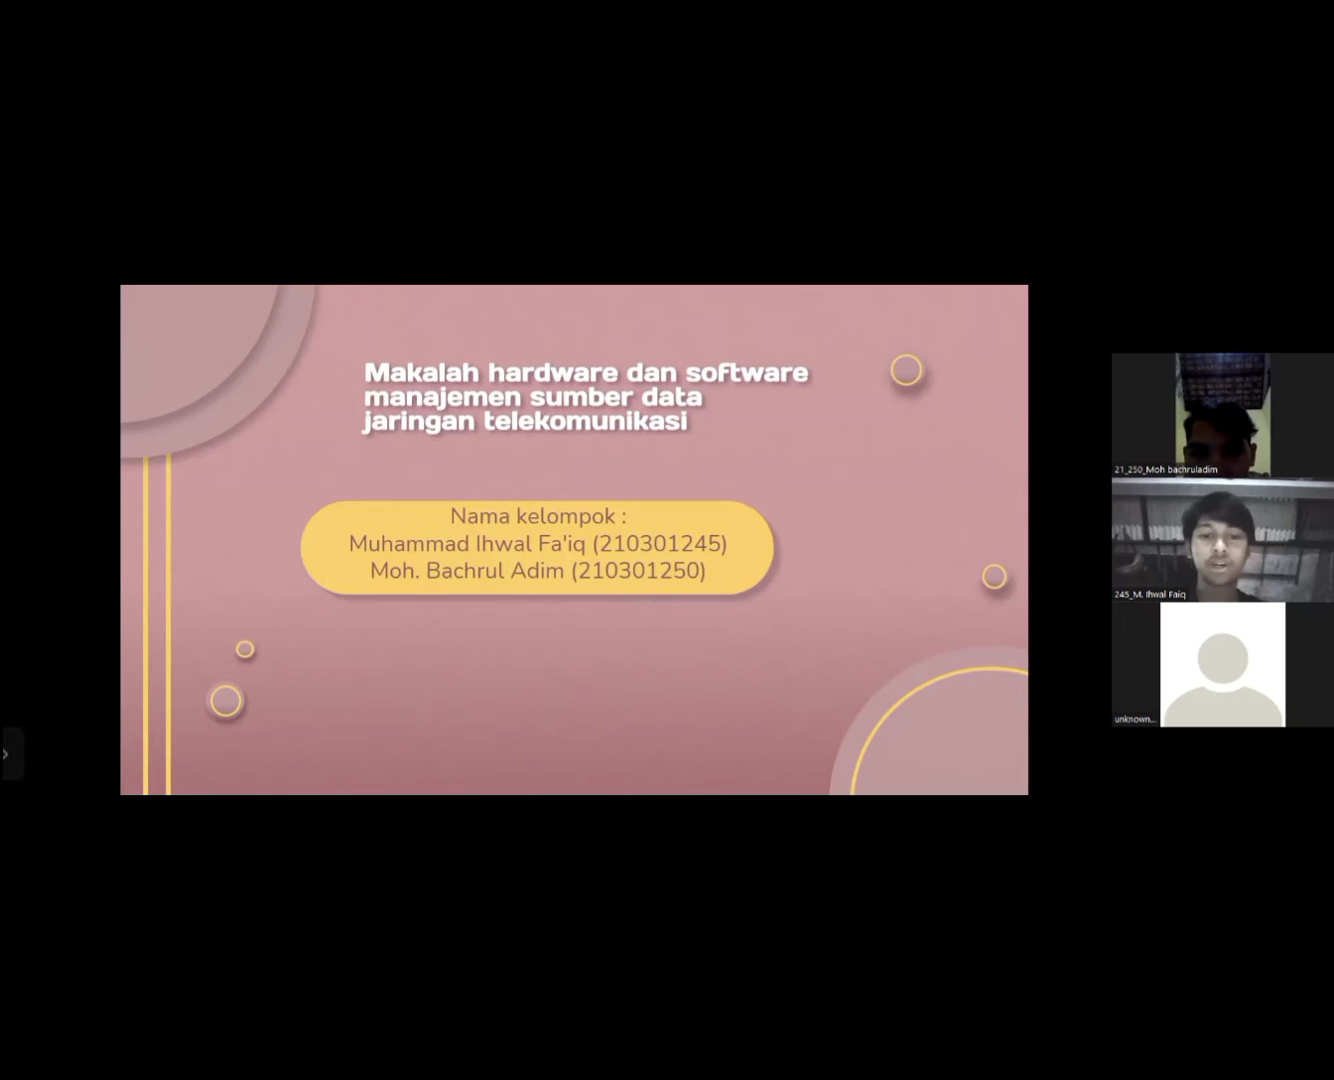 Makalah hardware dan software
manajemen sumber data
jaringan telekomunikasi
Nama kelompok :
Muhammad Ihwal Fa'iq (210301245)
Moh. Bachrul Adim (210301250)
21_250_Moh bachruladim
245_M. Ihwal Faiq
unknown...